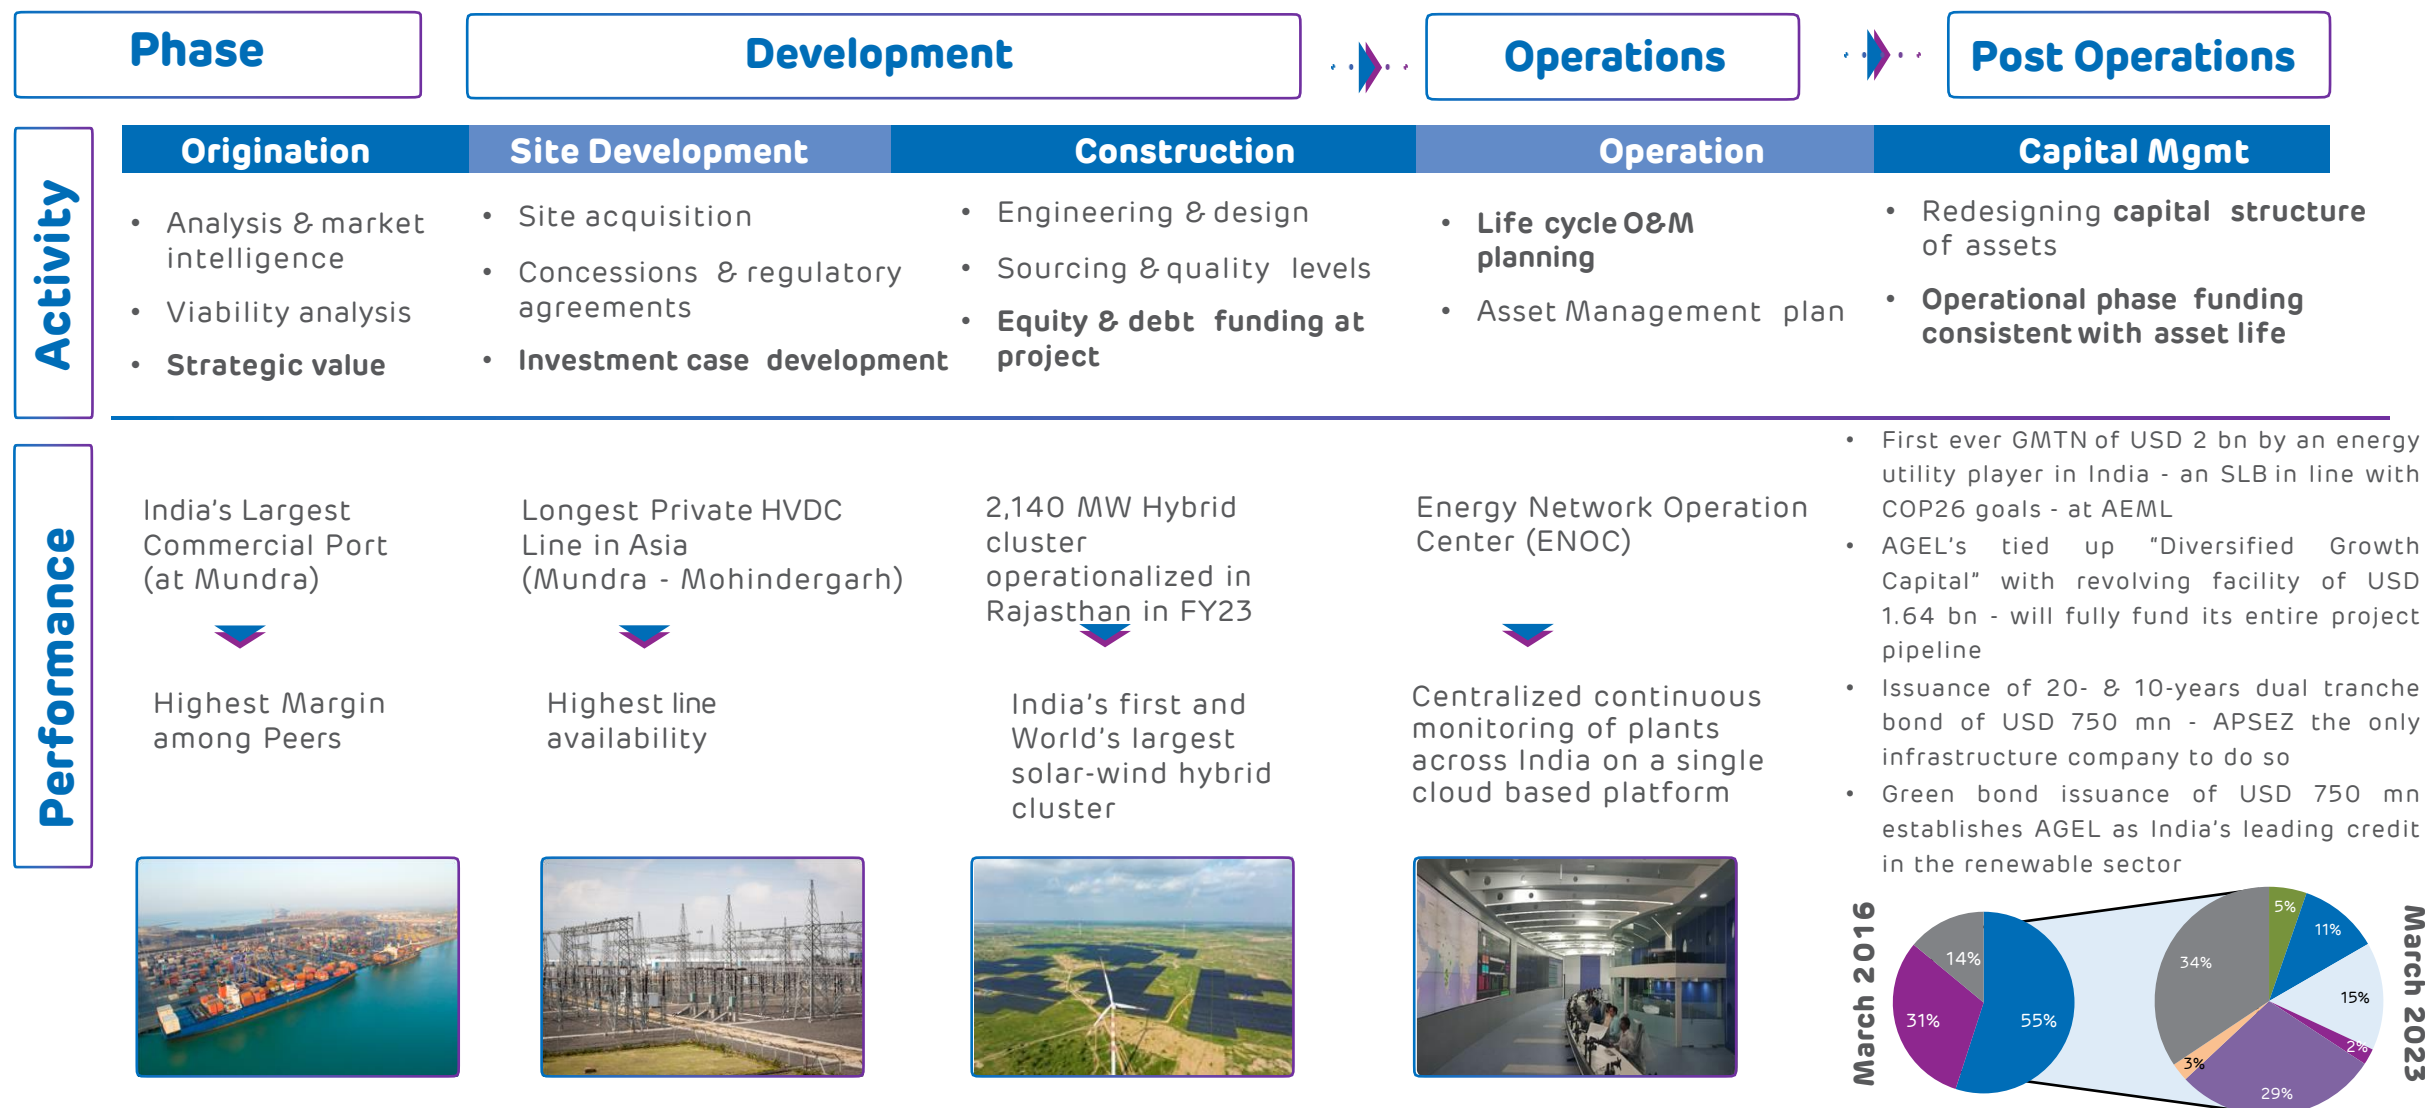 Phase
Development
Operations
Post Operations
Activity
Origination
Site Development
Construction
Operation
Capital Mgmt
• Analysis & market
intelligence
• Viability analysis
• Strategic value
• Site acquisition
• Concessions & regulatory
agreements
• Investment case development
• Engineering & design
• Sourcing & quality levels
• Equity & debt funding at
project
• Life cycle O&M
planning
• Asset Management plan
• Redesigning capital structure
of assets
• Operational phase funding
consistent with asset life
Performance
India's Largest
Commercial Port
(at Mundra)
Highest Margin
among Peers
Longest Private HVDC
Line in Asia
(Mundra - Mohindergarh)
Highest line
availability
2,140 MW Hybrid
cluster
operationalized in
Rajasthan in FY23
India's first and
World's largest
solar-wind hybrid
cluster
Energy Network Operation
Center (ENOC)
Centralized continuous
monitoring of plants
across India on a single
cloud based platform
• First ever GMTN of USD 2 bn by an energy
utility player in India - an SLB in line with
COP26 goals - at AEML
• AGEL's tied up "Diversified Growth
Capital" with revolving facility of USD
1.64 bn - will fully fund its entire project
pipeline
• Issuance of 20- & 10-years dual tranche
bond of USD 750 mn - APSEZ the only
infrastructure company to do so
• Green bond issuance of USD 750 mn
establishes AGEL as India's leading credit
in the renewable sector
March 2016
14%
31%
55%
5%
11%
34%
15%
2%
3%
29%
March 2023